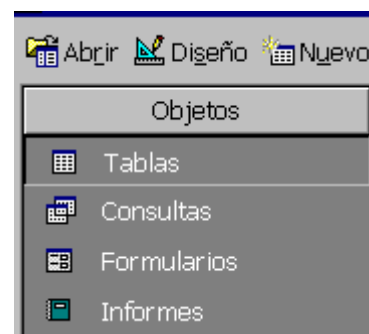 Abrir Diseño Nuevo
Objetos
Tablas
Consultas
Formularios
Informes